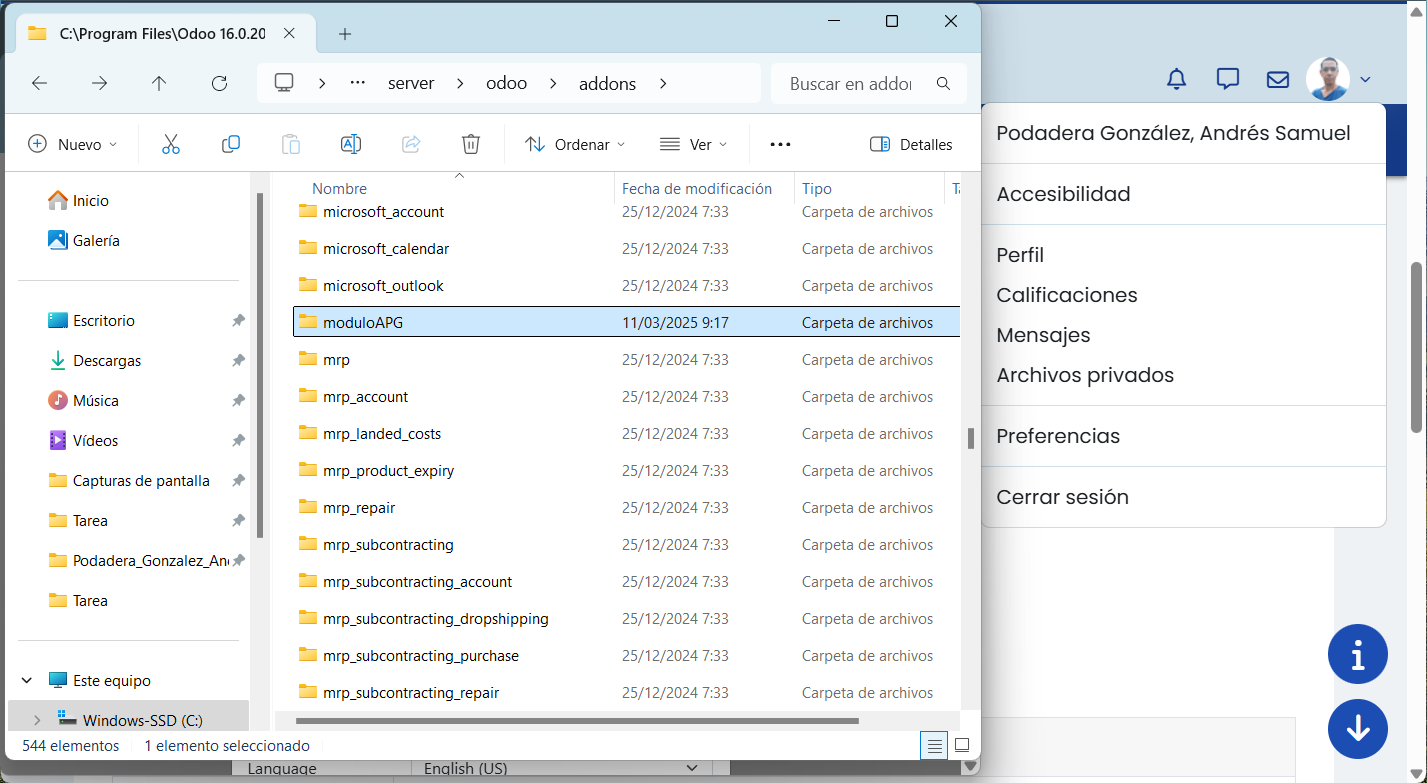 C:\Program Files\Odoo 16.0.20
server
odoo
addons
Buscar en addon
Nuevo
Ordenar
Ver
Detalles
Inicio
Galería
Escritorio
Descargas
Música
Vídeos
Capturas de pantalla
Tarea
Podadera_Gonzalez_An
Tarea
Este equipo
Windows-SSD (C:)
Nombre Fecha de modificación Tipo
microsoft_account 25/12/2024 7:33 Carpeta de archivos
microsoft_calendar 25/12/2024 7:33 Carpeta de archivos
microsoft_outlook 25/12/2024 7:33 Carpeta de archivos
moduloAPG 11/03/2025 9:17 Carpeta de archivos
mrp 25/12/2024 7:33 Carpeta de archivos
mrp_account 25/12/2024 7:33 Carpeta de archivos
mrp_landed_costs 25/12/2024 7:33 Carpeta de archivos
mrp_product_expiry 25/12/2024 7:33 Carpeta de archivos
mrp_repair 25/12/2024 7:33 Carpeta de archivos
mrp_subcontracting 25/12/2024 7:33 Carpeta de archivos
mrp_subcontracting_account 25/12/2024 7:33 Carpeta de archivos
mrp_subcontracting_dropshipping 25/12/2024 7:33 Carpeta de archivos
mrp_subcontracting_purchase 25/12/2024 7:33 Carpeta de archivos
mrp_subcontracting_repair 25/12/2024 7:33 Carpeta de archivos
544 elementos 1 elemento seleccionado
Language English (US)
Podadera González, Andrés Samuel
Accesibilidad
Perfil
Calificaciones
Mensajes
Archivos privados
Preferencias
Cerrar sesión